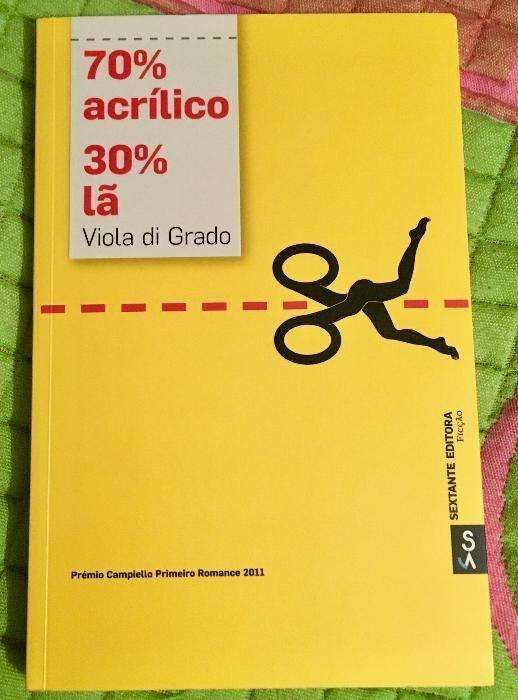 70%
acrílico
30%
lã
Viola di Grado
SEXTANTE EDITORA
Ficção
Prémio Campiello Primeiro Romance 2011